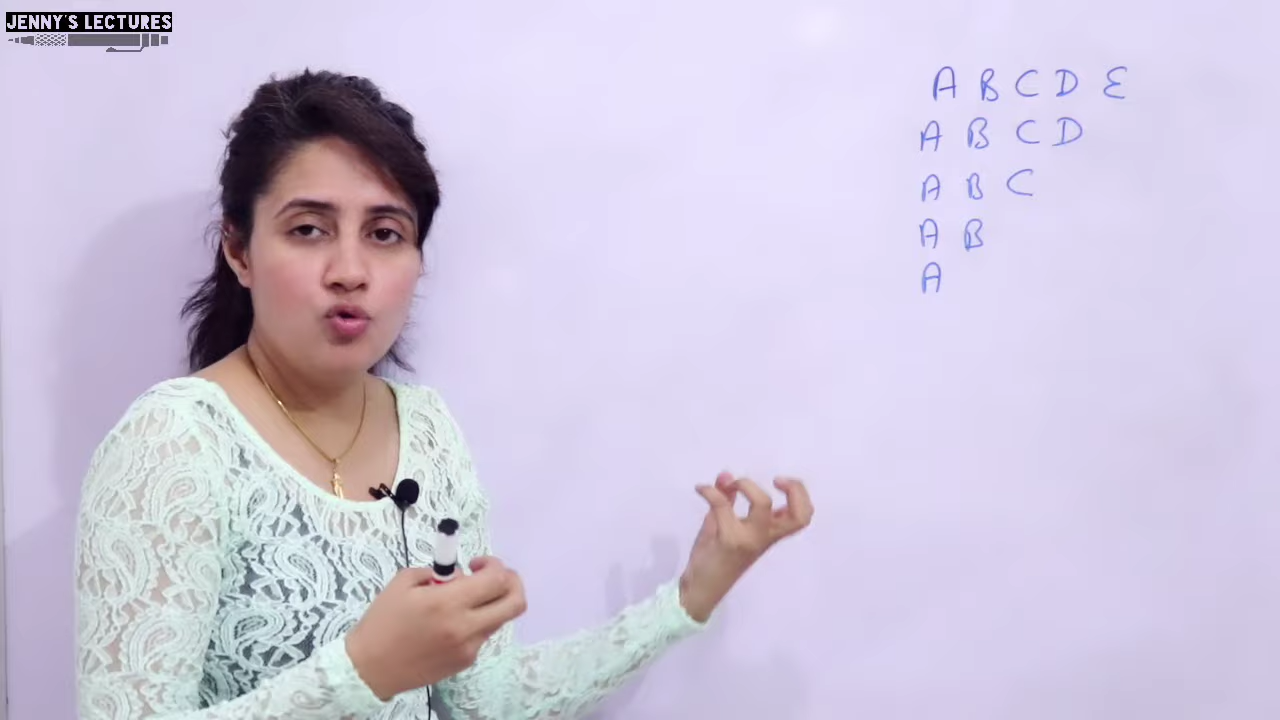 JENNY'S LECTURES
A B C D E
A B C D
A B C
A B
A